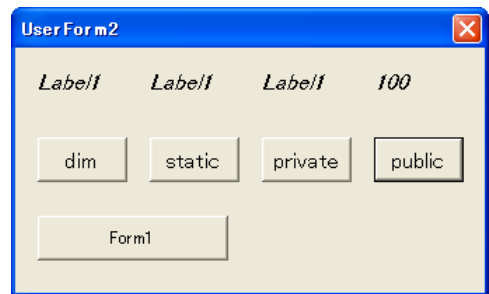 UserForm2
Label1 Label1 Label1 100
dim static private public
Form1